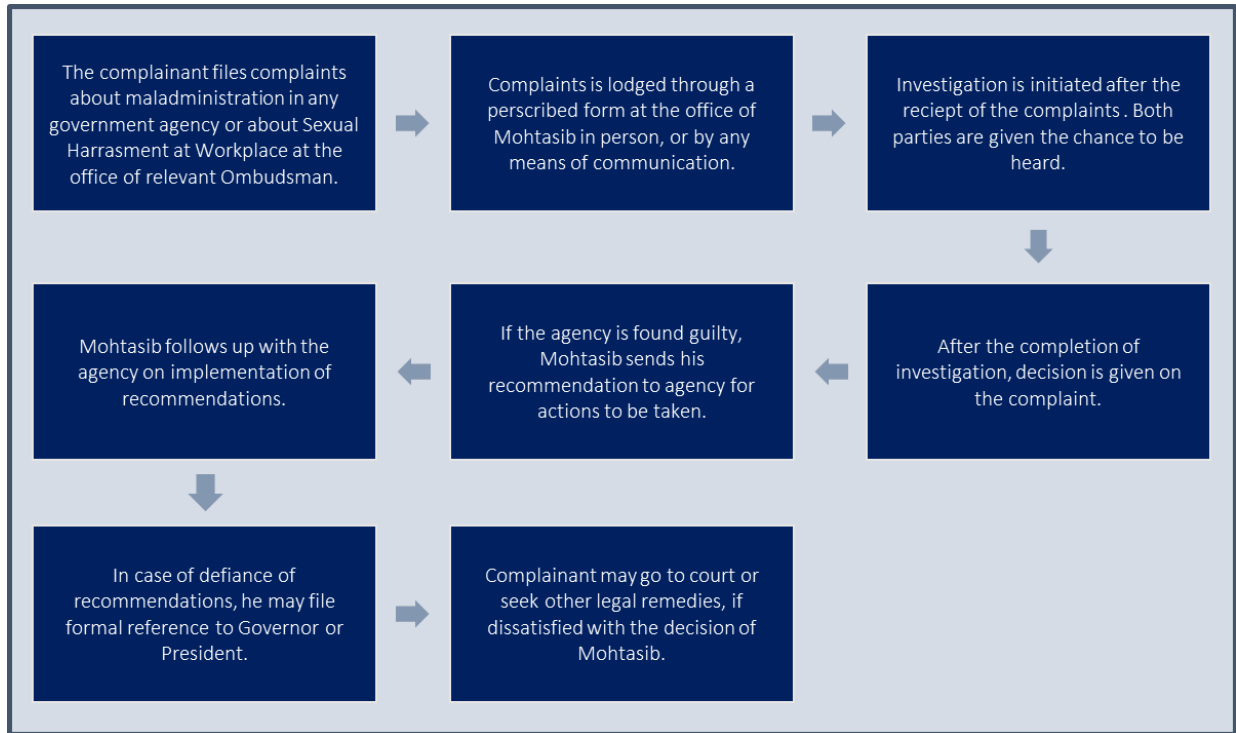 The complainant files complaints
about maladministration in any
government agency or about Sexual
Harrasment at Workplace at the
office of relevant Ombudsman.
Complaints is lodged through a
perscribed form at the office of
Mohtasib in person, or by any
means of communication.
Investigation is initiated after the
reciept of the complaints . Both
parties are given the chance to be
heard.
After the completion of
investigation, decision is given on
the complaint.
If the agency is found guilty,
Mohtasib sends his
recommendation to agency for
actions to be taken.
Mohtasib follows up with the
agency on implementation of
recommendations.
In case of defiance of
recommendations, he may file
formal reference to Governor or
President.
Complainant may go to court or
seek other legal remedies, if
dissatisfied with the decision of
Mohtasib.